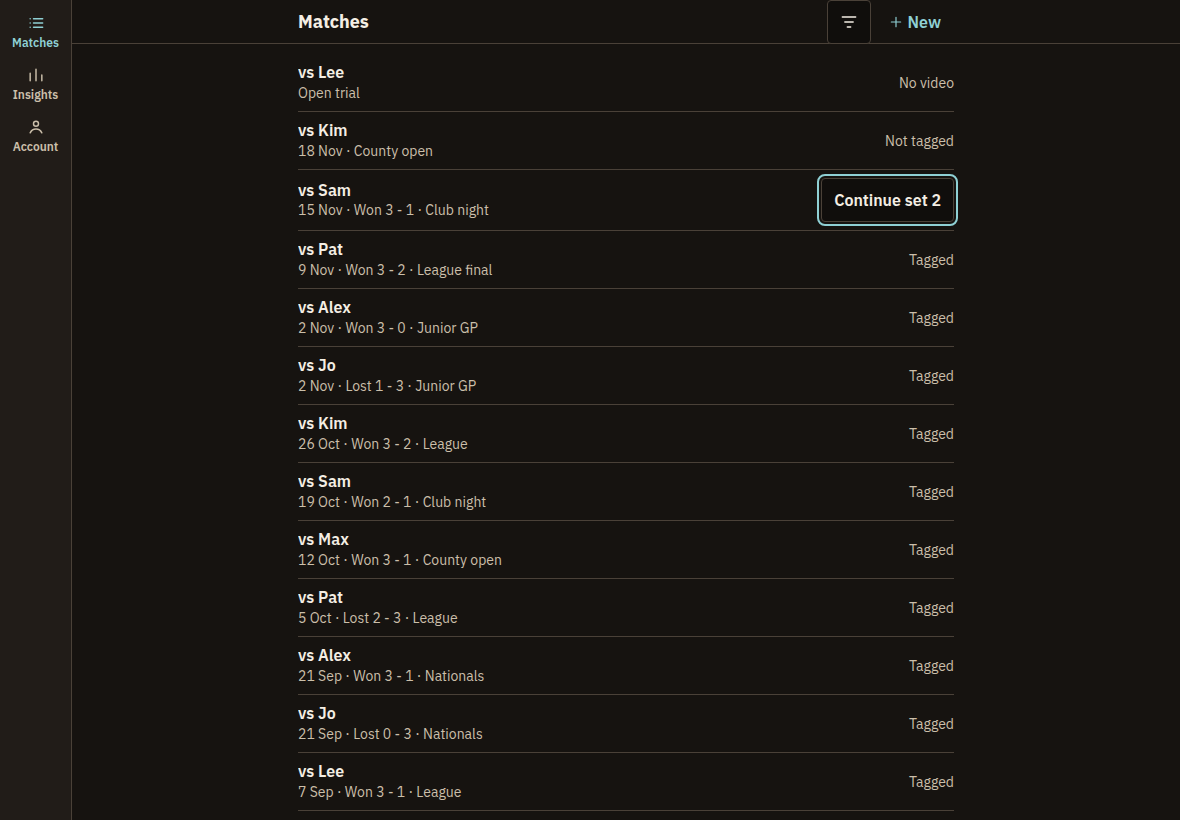 Matches
Insights
Account
Matches
+ New
vs Lee
Open trial
No video
vs Kim
18 Nov · County open
Not tagged
vs Sam
15 Nov · Won 3 - 1 · Club night
Continue set 2
vs Pat
9 Nov · Won 3 - 2 · League final
Tagged
vs Alex
2 Nov · Won 3 - 0 · Junior GP
Tagged
vs Jo
2 Nov · Lost 1 - 3 · Junior GP
Tagged
vs Kim
26 Oct · Won 3 - 2 · League
Tagged
vs Sam
19 Oct · Won 2 - 1 · Club night
Tagged
vs Max
12 Oct · Won 3 - 1 · County open
Tagged
vs Pat
5 Oct · Lost 2 - 3 · League
Tagged
vs Alex
21 Sep · Won 3 - 1 · Nationals
Tagged
vs Jo
21 Sep · Lost 0 - 3 · Nationals
Tagged
vs Lee
7 Sep · Won 3 - 1 · League
Tagged